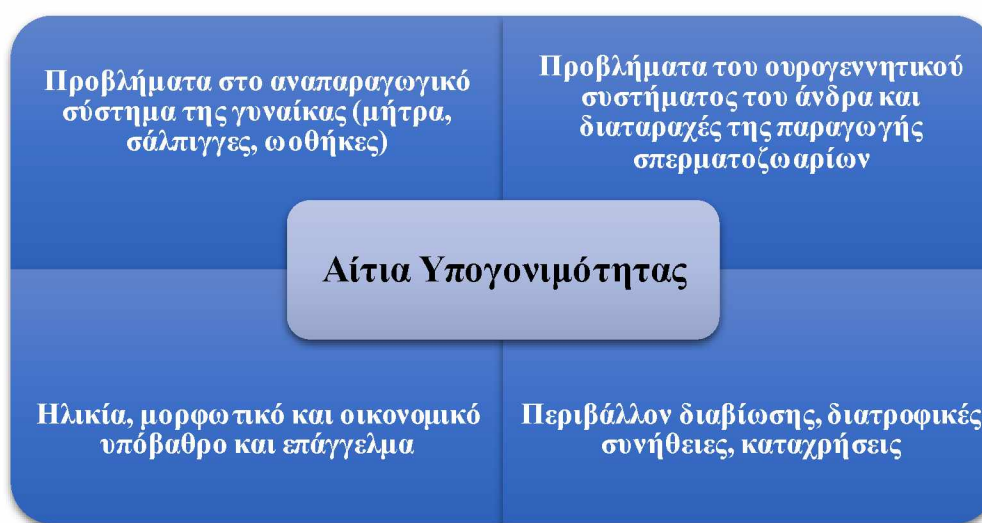 Προβλήματα στο αναπαραγωγικό
σύστημα της γυναίκας (μήτρα,
σάλπιγγες, ωοθήκες)
Προβλήματα του ουρογεννητικού
συστήματος του άνδρα και
διαταραχές της παραγωγής
σπερματοζωαρίων
Αίτια Υπογονιμότητας
Ηλικία, μορφωτικό και οικονομικό
υπόβαθρο και επάγγελμα
Περιβάλλον διαβίωσης, διατροφικές
συνήθειες, καταχρήσεις